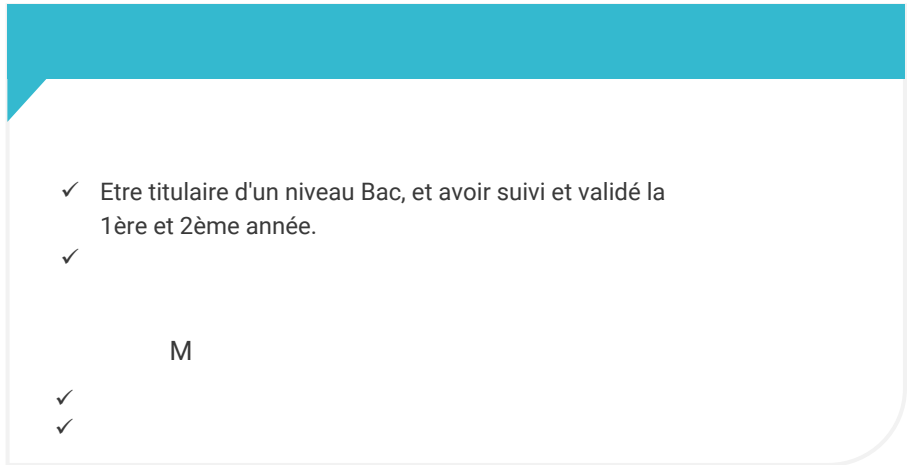 ✓ Etre titulaire d'un niveau Bac, et avoir suivi et validé la
1ère et 2ème année.
✓
M
✓
✓